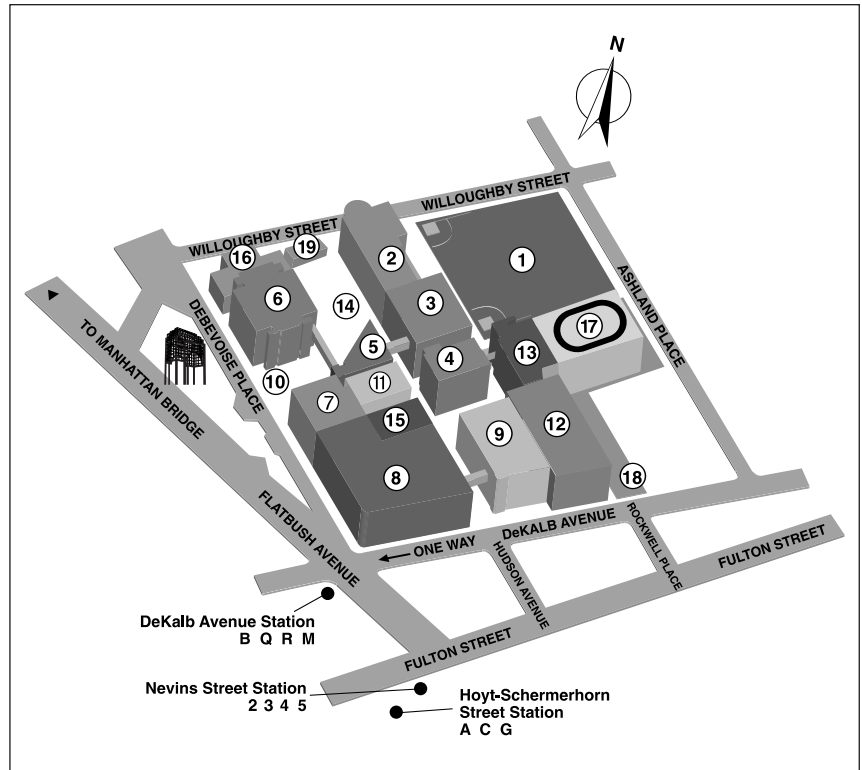 N
WILLOUGHBY STREET
WILLOUGHBY STREET
16
19
2
1
6
14
3
ASHLAND PLACE
DEBEVOISE PLACE
5
4
13
17
TO MANHATTAN BRIDGE
10
7
11
15
9
12
8
18
FLATBUSH AVENUE
ONE WAY
DeKALB AVENUE
HUDSON AVENUE
ROCKWELL PLACE
FULTON STREET
FULTON STREET
DeKalb Avenue Station
B Q R M
Nevins Street Station
2 3 4 5
Hoyt-Schermerhorn
Street Station
A C G